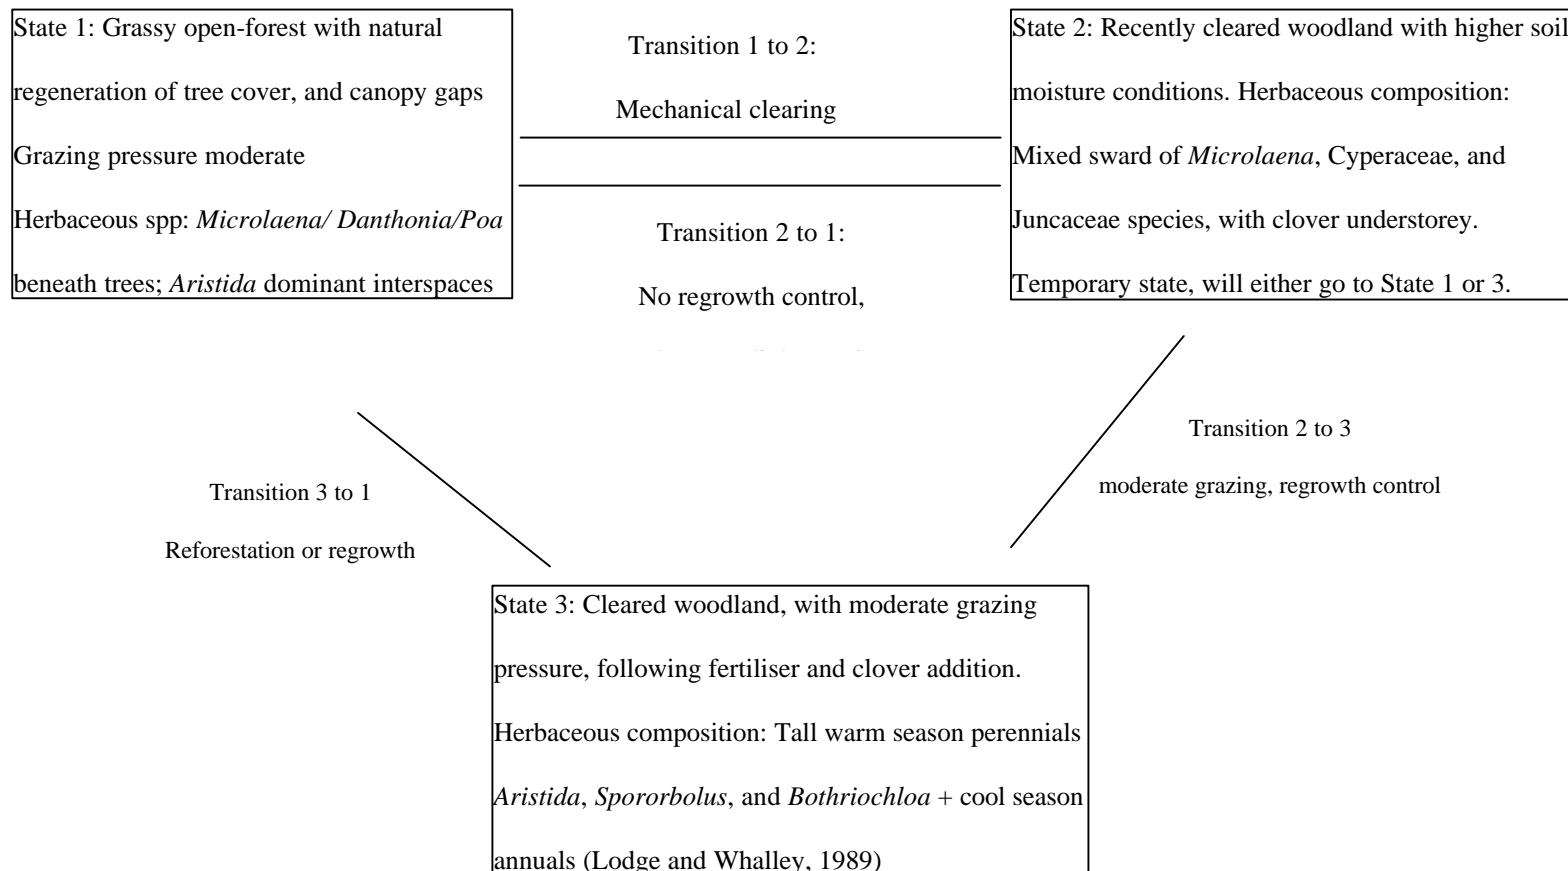 State 1: Grassy open-forest with natural
regeneration of tree cover, and canopy gaps
Grazing pressure moderate
Herbaceous spp: Microlaena/ Danthonia/Poa
beneath trees; Aristida dominant interspaces
Transition 1 to 2:
Mechanical clearing
Transition 2 to 1:
No regrowth control,
State 2: Recently cleared woodland with higher soil
moisture conditions. Herbaceous composition:
Mixed sward of Microlaena, Cyperaceae, and
Juncaceae species, with clover understorey.
Temporary state, will either go to State 1 or 3.
Transition 3 to 1
Reforestation or regrowth
Transition 2 to 3
moderate grazing, regrowth control
State 3: Cleared woodland, with moderate grazing
pressure, following fertiliser and clover addition.
Herbaceous composition: Tall warm season perennials
Aristida, Spororbolus, and Bothriochloa + cool season
annuals (Lodge and Whalley, 1989)